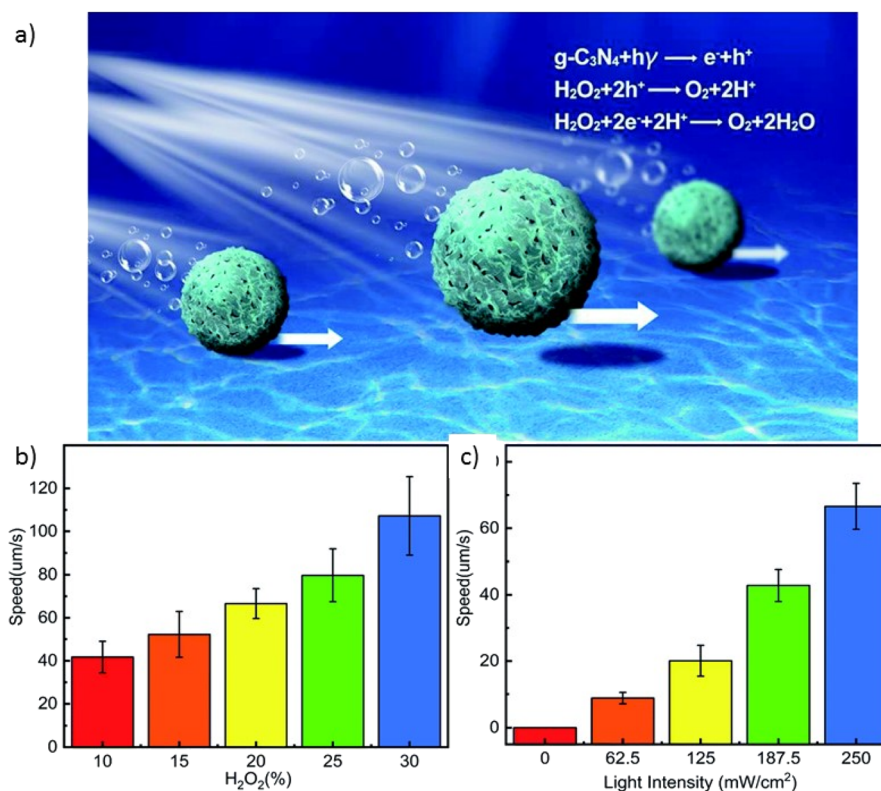 a)
g-C₃N₄+hγ ⟶ e⁻+h⁺
H₂O₂+2h⁺ ⟶ O₂+2H⁺
H₂O₂+2e⁻+2H⁺ ⟶ O₂+2H₂O
b)
Speed(um/s)
120
100
80
60
40
20
0
10 15 20 25 30
H₂O₂(%)
c)
Speed(um/s)
60
40
20
0
0 62.5 125 187.5 250
Light Intensity (mW/cm²)